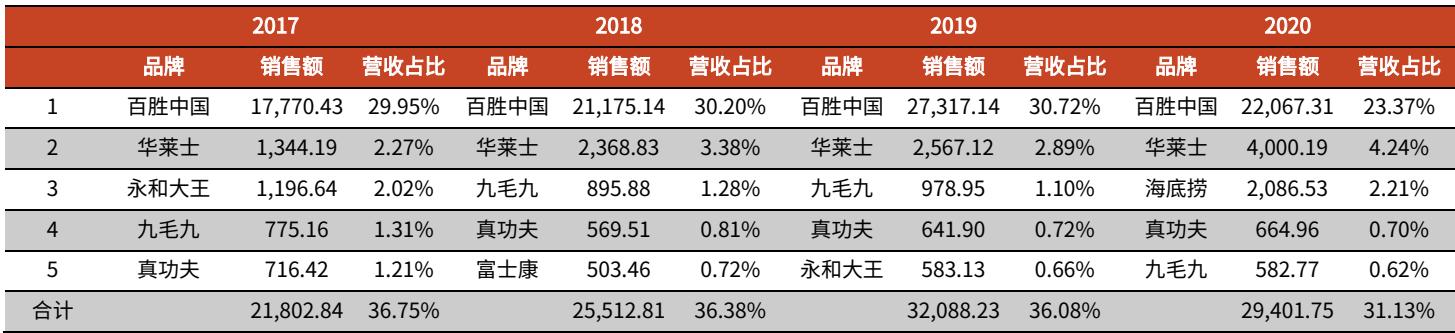 2017 2018 2019 2020
品牌 销售额 营收占比 品牌 销售额 营收占比 品牌 销售额 营收占比 品牌 销售额 营收占比
1 百胜中国 17,770.43 29.95% 百胜中国 21,175.14 30.20% 百胜中国 27,317.14 30.72% 百胜中国 22,067.31 23.37%
2 华莱士 1,344.19 2.27% 华莱士 2,368.83 3.38% 华莱士 2,567.12 2.89% 华莱士 4,000.19 4.24%
3 永和大王 1,196.64 2.02% 九毛九 895.88 1.28% 九毛九 978.95 1.10% 海底捞 2,086.53 2.21%
4 九毛九 775.16 1.31% 真功夫 569.51 0.81% 真功夫 641.90 0.72% 真功夫 664.96 0.70%
5 真功夫 716.42 1.21% 富士康 503.46 0.72% 永和大王 583.13 0.66% 九毛九 582.77 0.62%
合计 21,802.84 36.75% 25,512.81 36.38% 32,088.23 36.08% 29,401.75 31.13%